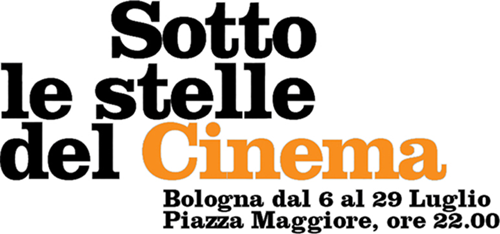 Sotto
le stelle
del Cinema
Bologna dal 6 al 29 Luglio
Piazza Maggiore, ore 22.00